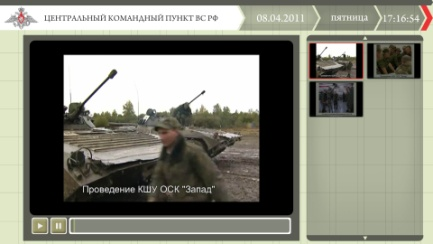 ЦЕНТРАЛЬНЫЙ КОМАНДНЫЙ ПУНКТ ВС РФ 08.04.2011 пятница 17:16:54
Проведение КШУ ОСК "Запад"